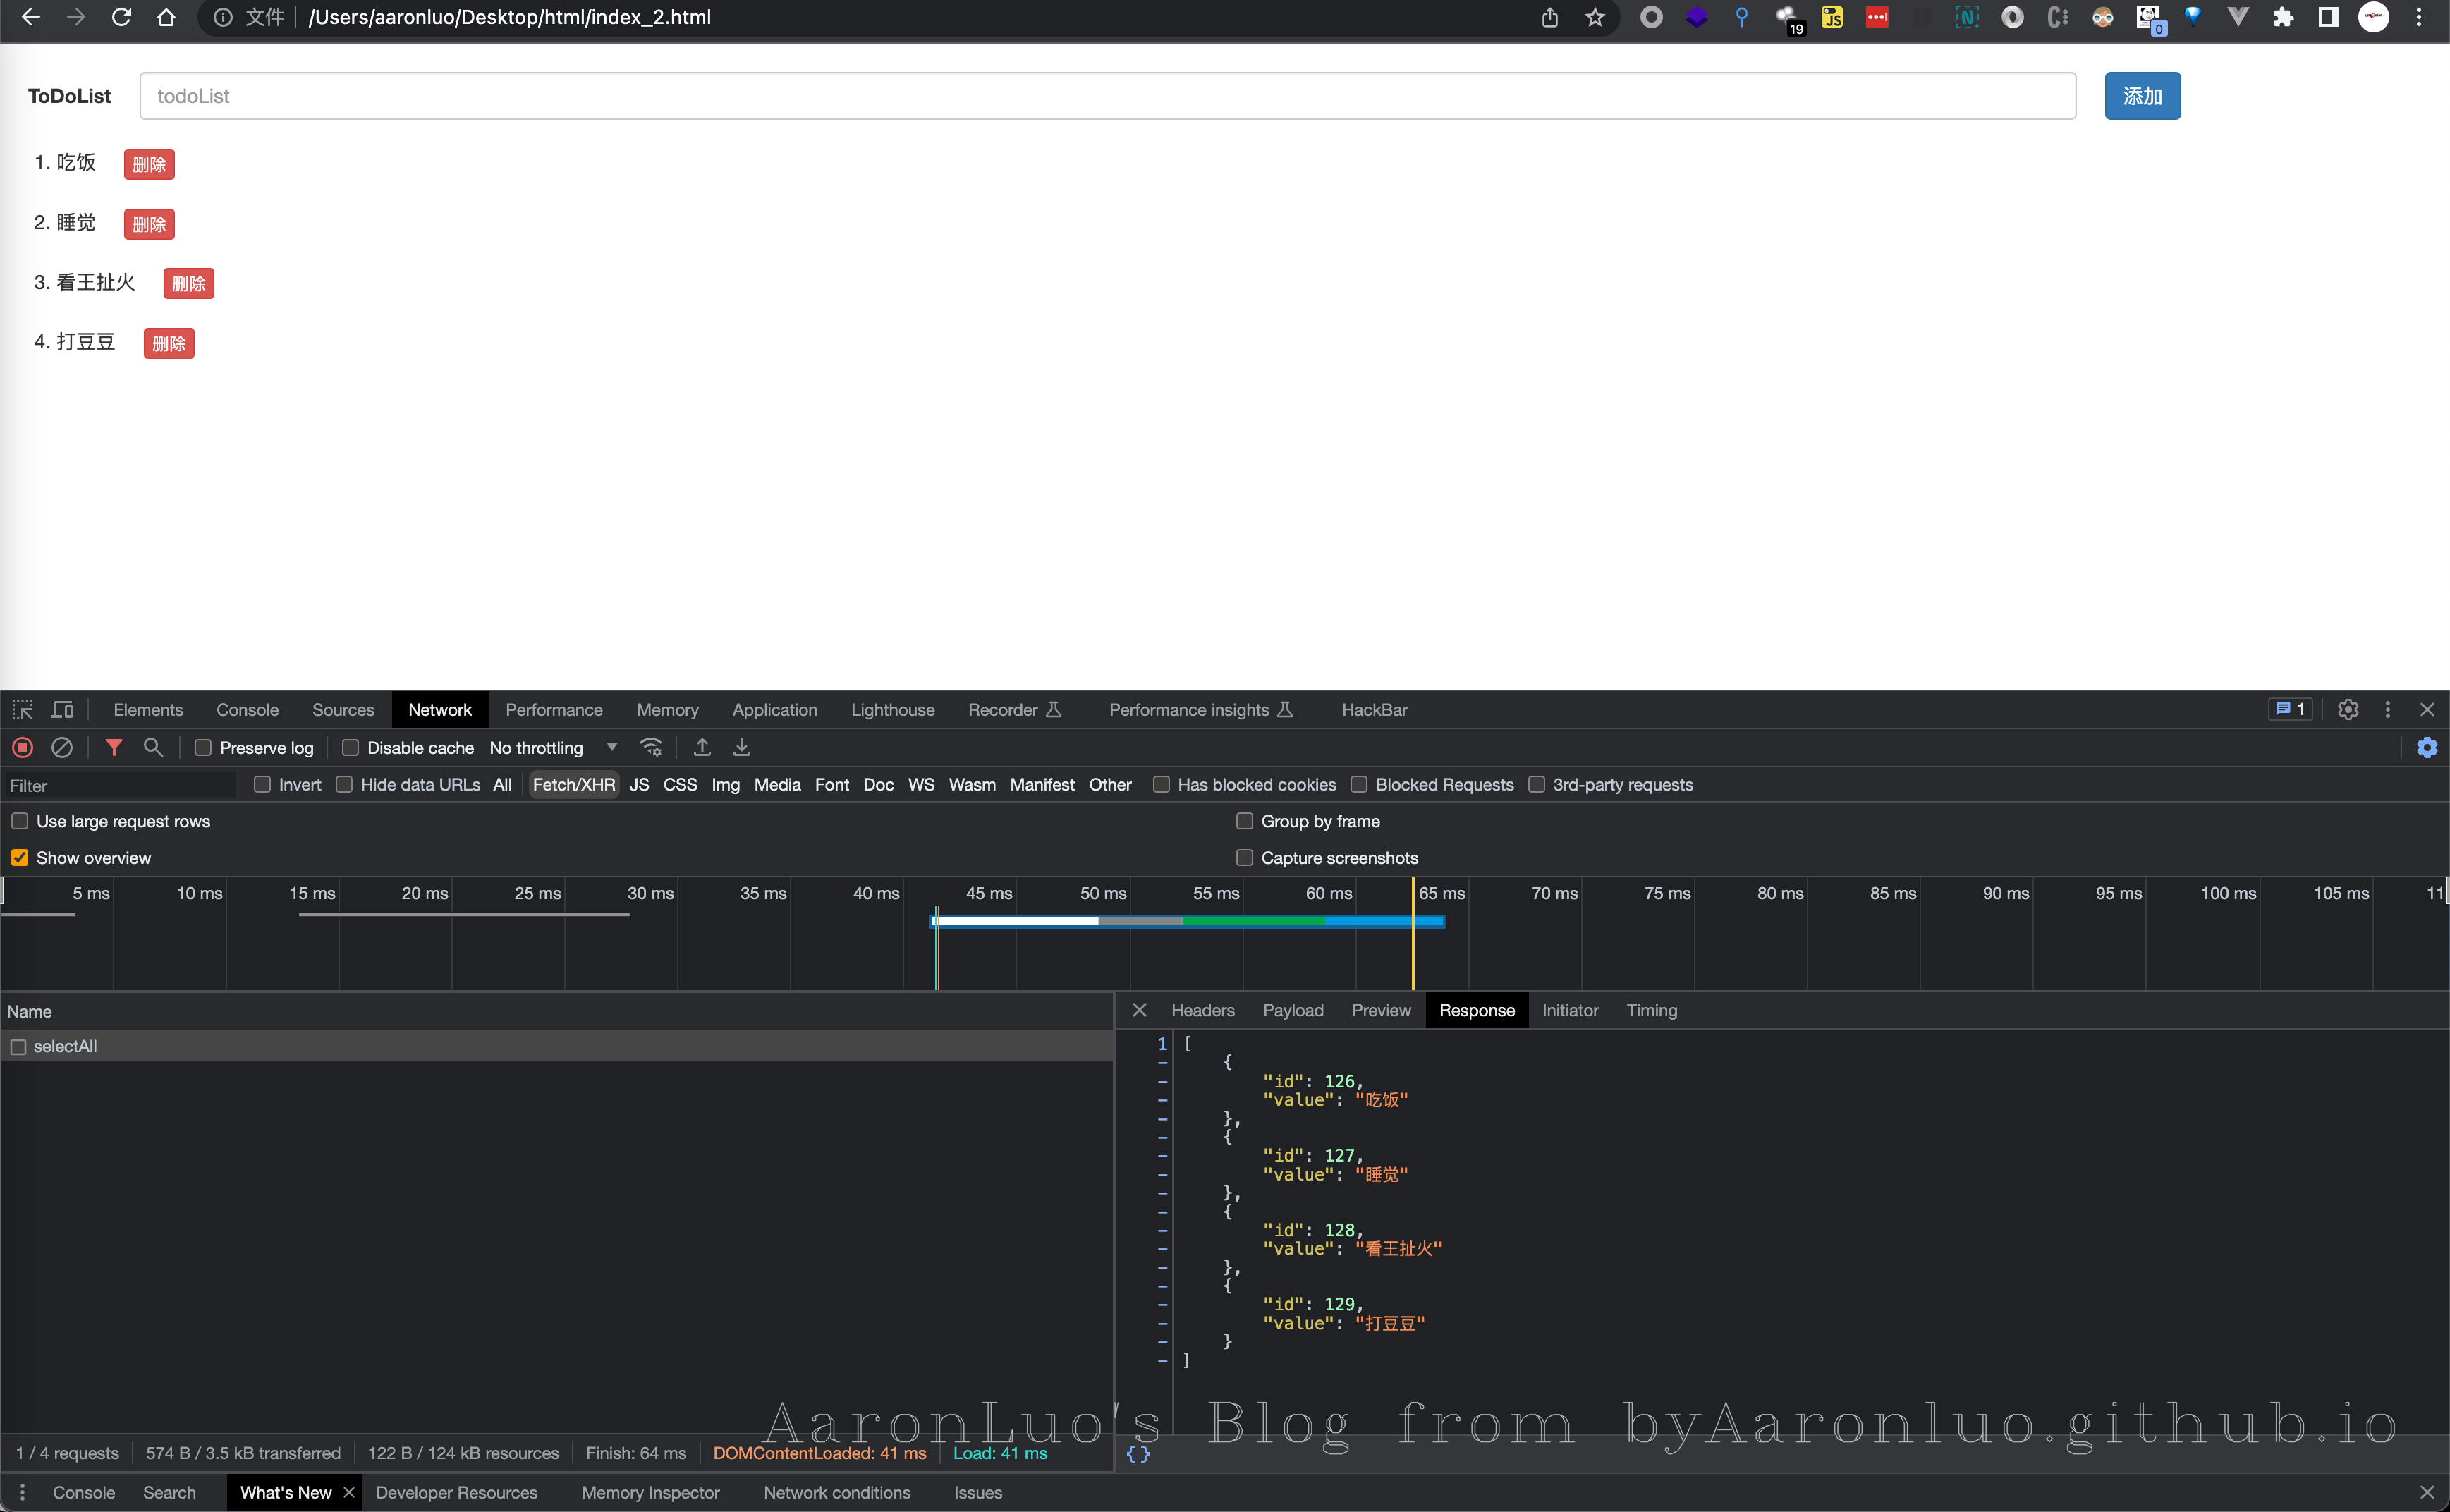 文件 /Users/aaronluo/Desktop/html/index_2.html 19 JS 0
ToDoList todoList 添加
1. 吃饭 删除
2. 睡觉 删除
3. 看王扯火 删除
4. 打豆豆 删除
Elements Console Sources Network Performance Memory Application Lighthouse Recorder Performance insights HackBar 1
Preserve log Disable cache No throttling
Filter Invert Hide data URLs All Fetch/XHR JS CSS Img Media Font Doc WS Wasm Manifest Other Has blocked cookies Blocked Requests 3rd-party requests
Use large request rows Group by frame
Show overview Capture screenshots
5 ms 10 ms 15 ms 20 ms 25 ms 30 ms 35 ms 40 ms 45 ms 50 ms 55 ms 60 ms 65 ms 70 ms 75 ms 80 ms 85 ms 90 ms 95 ms 100 ms 105 ms 11
Name
selectAll
Headers Payload Preview Response Initiator Timing
1 [
{
"id": 126,
"value": "吃饭"
},
{
"id": 127,
"value": "睡觉"
},
{
"id": 128,
"value": "看王扯火"
},
{
"id": 129,
"value": "打豆豆"
}
]
AaronLuo's Blog from byAaronluo.github.io
1 / 4 requests 574 B / 3.5 kB transferred 122 B / 124 kB resources Finish: 64 ms DOMContentLoaded: 41 ms Load: 41 ms {}
Console Search What's New Developer Resources Memory Inspector Network conditions Issues